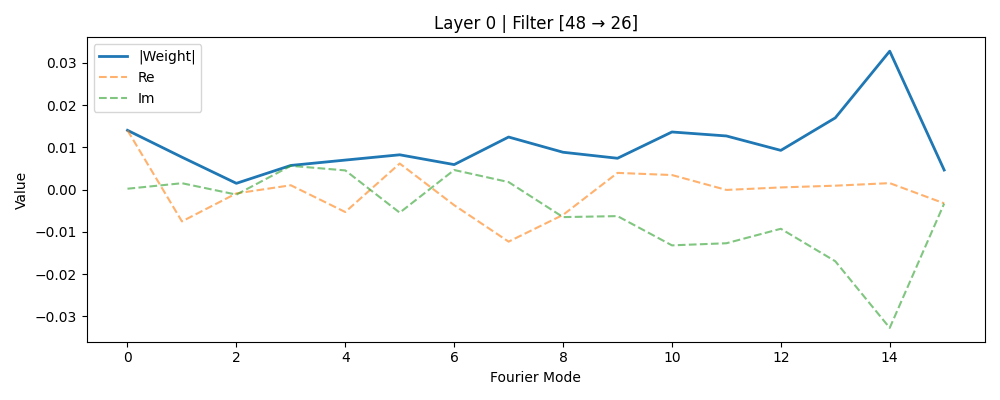 Layer 0 | Filter [48 → 26]
|Weight|
Re
Im
0.03
0.02
0.01
0.00
−0.01
−0.02
−0.03
Value
0 2 4 6 8 10 12 14
Fourier Mode